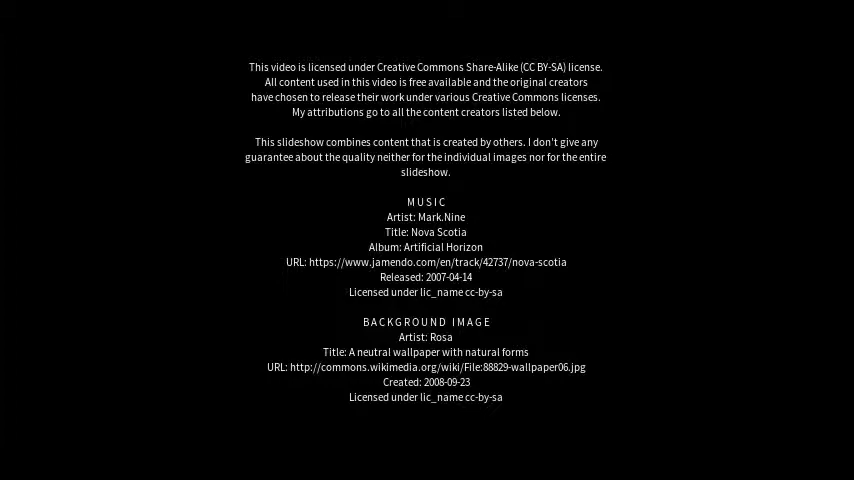 This video is licensed under Creative Commons Share-Alike (CC BY-SA) license.
All content used in this video is free available and the original creators
have chosen to release their work under various Creative Commons licenses.
My attributions go to all the content creators listed below.
This slideshow combines content that is created by others. I don't give any
guarantee about the quality neither for the individual images nor for the entire
slideshow.
MUSIC
Artist: Mark.Nine
Title: Nova Scotia
Album: Artificial Horizon
URL: https://www.jamendo.com/en/track/42737/nova-scotia
Released: 2007-04-14
Licensed under lic_name cc-by-sa
BACKGROUND IMAGE
Artist: Rosa
Title: A neutral wallpaper with natural forms
URL: http://commons.wikimedia.org/wiki/File:88829-wallpaper06.jpg
Created: 2008-09-23
Licensed under lic_name cc-by-sa